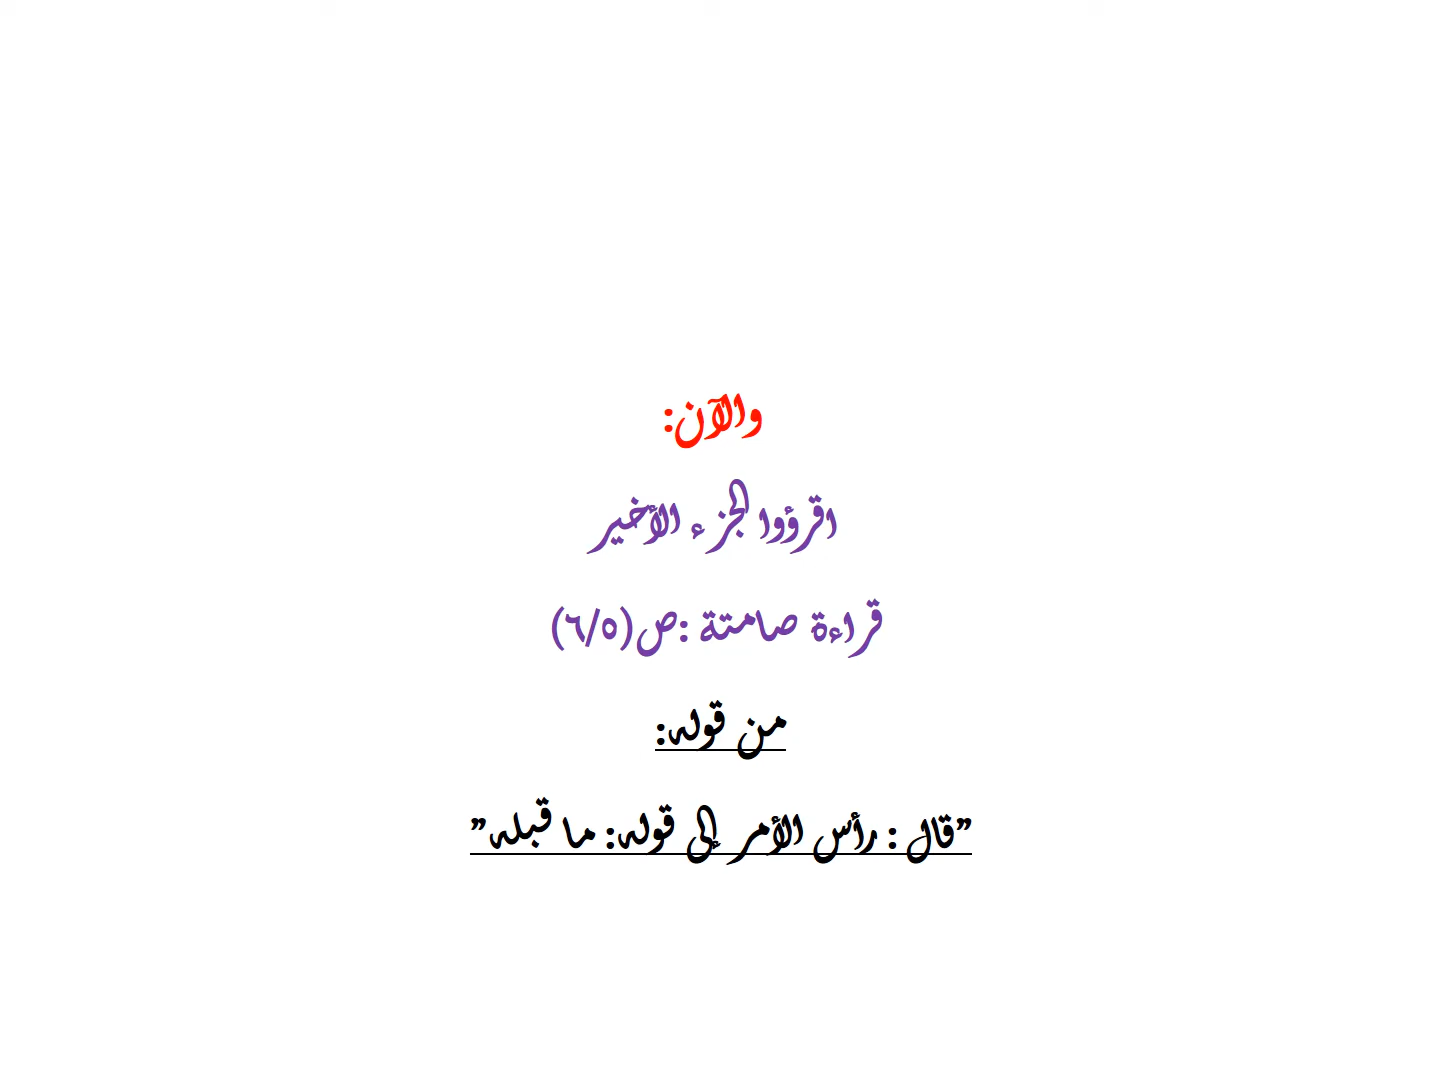 والآن:
اقرؤوا الجزء الأخير
قراءة صامتة :ص(٦/٥)
من قوله:
”قال : رأس الأمر إلى قوله: ما قبله”